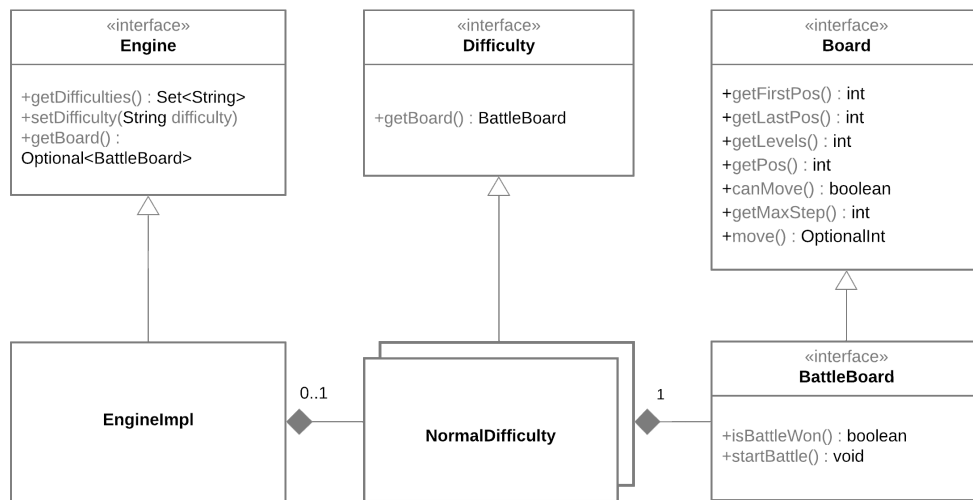 «interface»
Engine
+getDifficulties() : Set<String>
+setDifficulty(String difficulty)
+getBoard() :
Optional<BattleBoard>
«interface»
Difficulty
+getBoard() : BattleBoard
«interface»
Board
+getFirstPos() : int
+getLastPos() : int
+getLevels() : int
+getPos() : int
+canMove() : boolean
+getMaxStep() : int
+move() : OptionalInt
EngineImpl
0..1
NormalDifficulty
1
«interface»
BattleBoard
+isBattleWon() : boolean
+startBattle() : void